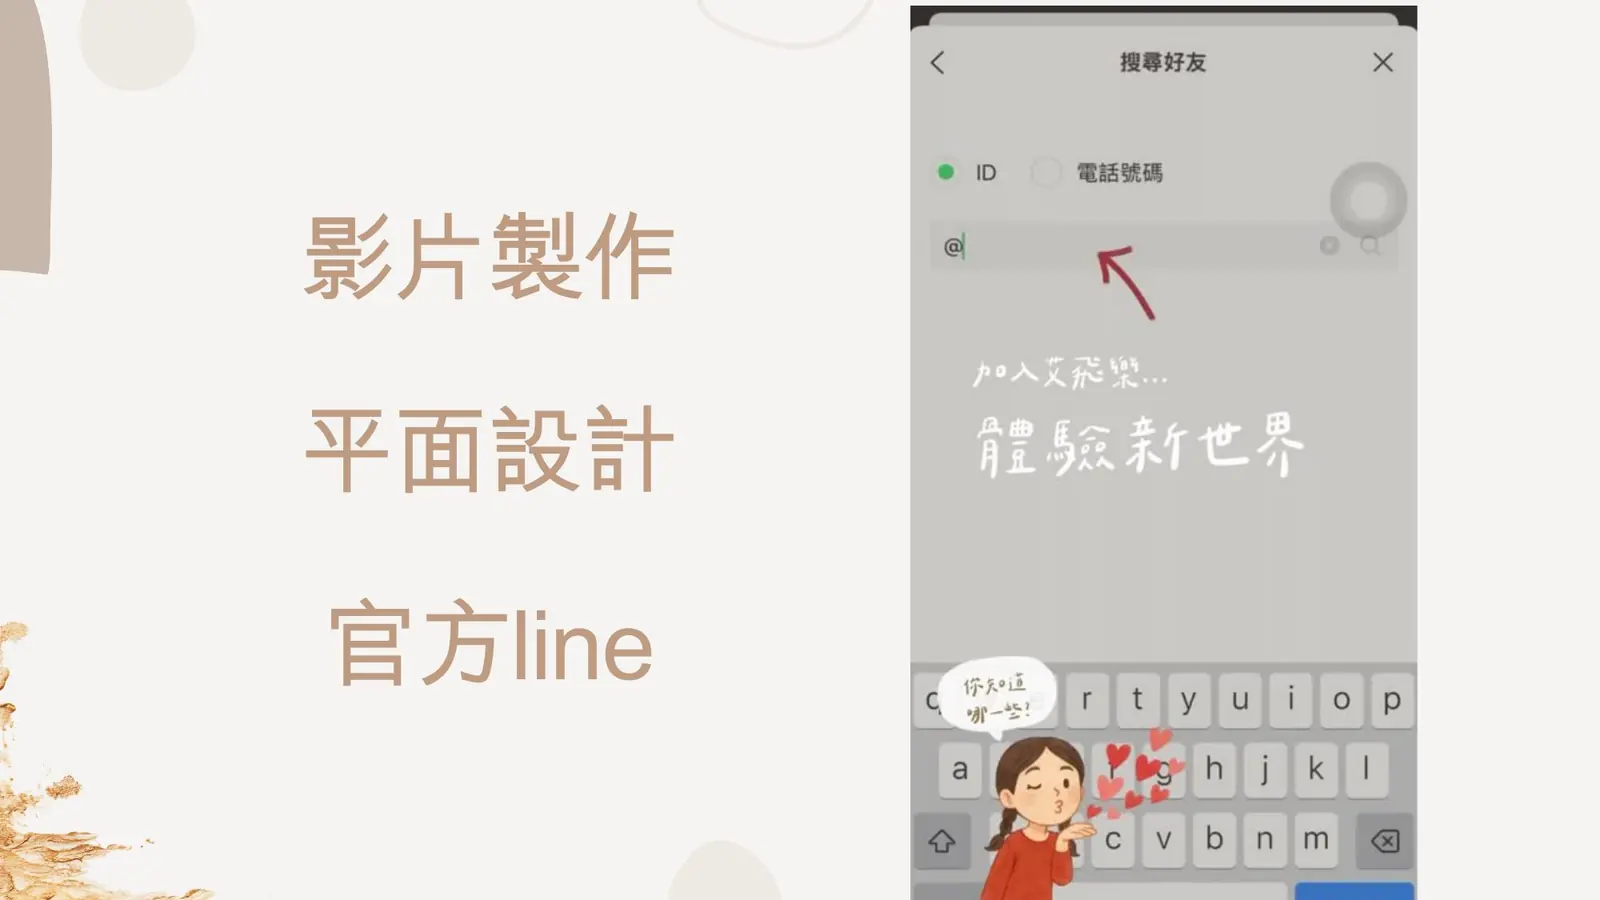 影片製作
平面設計
官方line
搜尋好友
ID
電話號碼
@
加入艾飛樂...
體驗新世界
你知道
哪一些?
r t y u i o p
a g h j k l
c v b n m